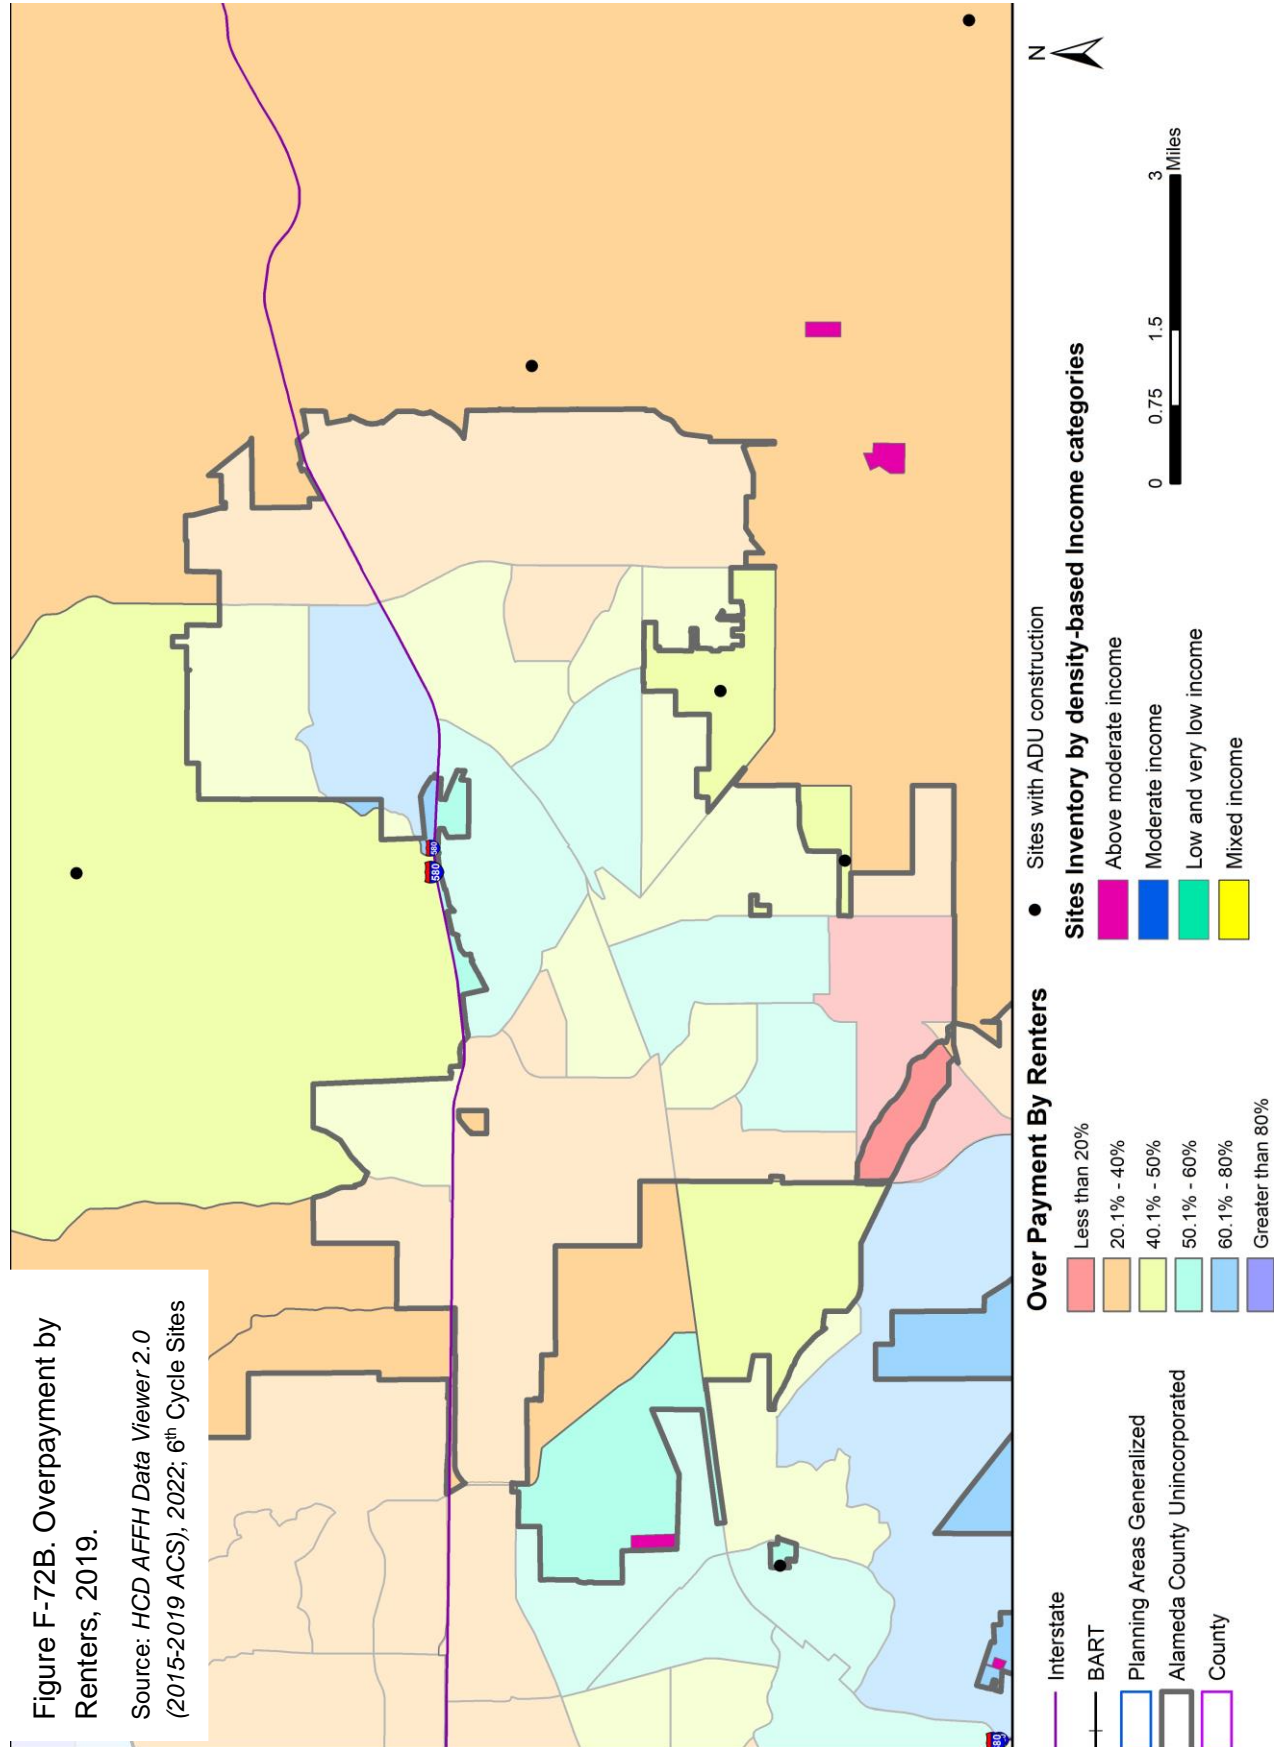 Figure F-72B. Overpayment by
Renters, 2019.
Source: HCD AFFH Data Viewer 2.0
(2015-2019 ACS), 2022; 6th Cycle Sites
580
580
580
Interstate
BART
Planning Areas Generalized
Alameda County Unincorporated
County
Over Payment By Renters
Less than 20%
20.1% - 40%
40.1% - 50%
50.1% - 60%
60.1% - 80%
Greater than 80%
Sites with ADU construction
Sites Inventory by density-based Income categories
Above moderate income
Moderate income
Low and very low income
Mixed income
0 0.75 1.5 3
Miles
N